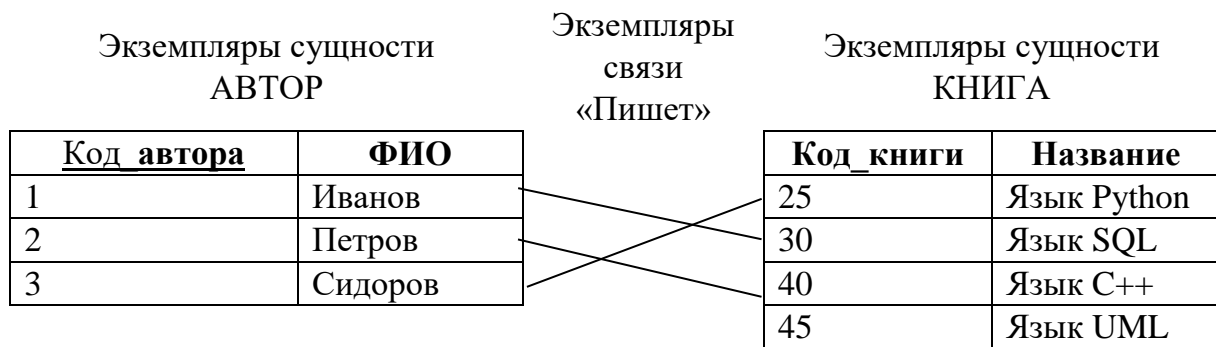 Экземпляры сущности
АВТОР
Экземпляры
связи
«Пишет»
Экземпляры сущности
КНИГА
Код_автора ФИО
1 Иванов
2 Петров
3 Сидоров
Код_книги Название
25 Язык Python
30 Язык SQL
40 Язык C++
45 Язык UML